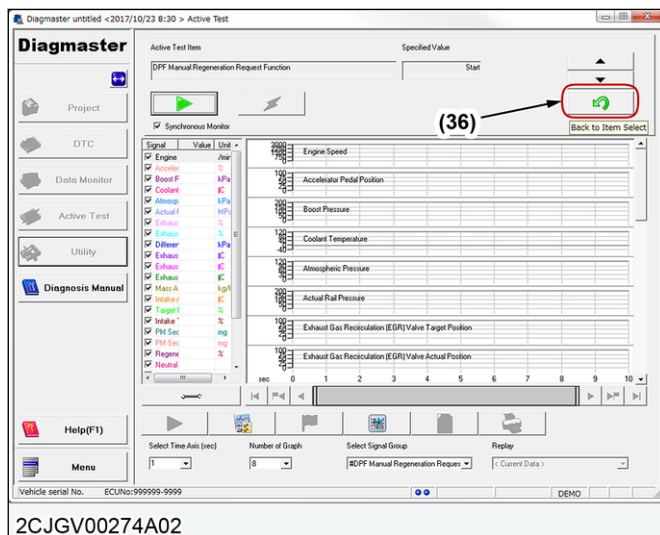 Diagmaster untitled <2017/10/23 8:30 > Active Test
Diagmaster
Project
DTC
Data Monitor
Active Test
Utility
Diagnosis Manual
Help(F1)
Menu
Active Test Item
Specified Value
DPF Manual Regeneration Request Function
Start
Synchronous Monitor
(36)
Back to Item Select
Signal Value Unit
Engine /min
Acceler %
Boost F kPa
Coolant °C
Atmosp kPa
Actual F MPa
Exhaus %
Exhaus %
Differer kPa
Exhaus °C
Exhaus °C
Exhaus °C
Mass A kg/h
Intake A °C
Target I %
Intake T %
PM Sec mg
PM Sec mg
Regene %
Neutral
Engine Speed
Accelerator Pedal Position
Boost Pressure
Coolant Temperature
Atmospheric Pressure
Actual Rail Pressure
Exhaust Gas Recirculation (EGR) Valve Target Position
Exhaust Gas Recirculation (EGR) Valve Actual Position
sec 0 1 2 3 4 5 6 7 8 9 10
Select Time Axis (sec)
Number of Graph
Select Signal Group
Replay
1
8
#DPF Manual Regeneration Reques
< Current Data >
Vehicle serial No. ECUNo:999999-9999
DEMO
2CJGV00274A02